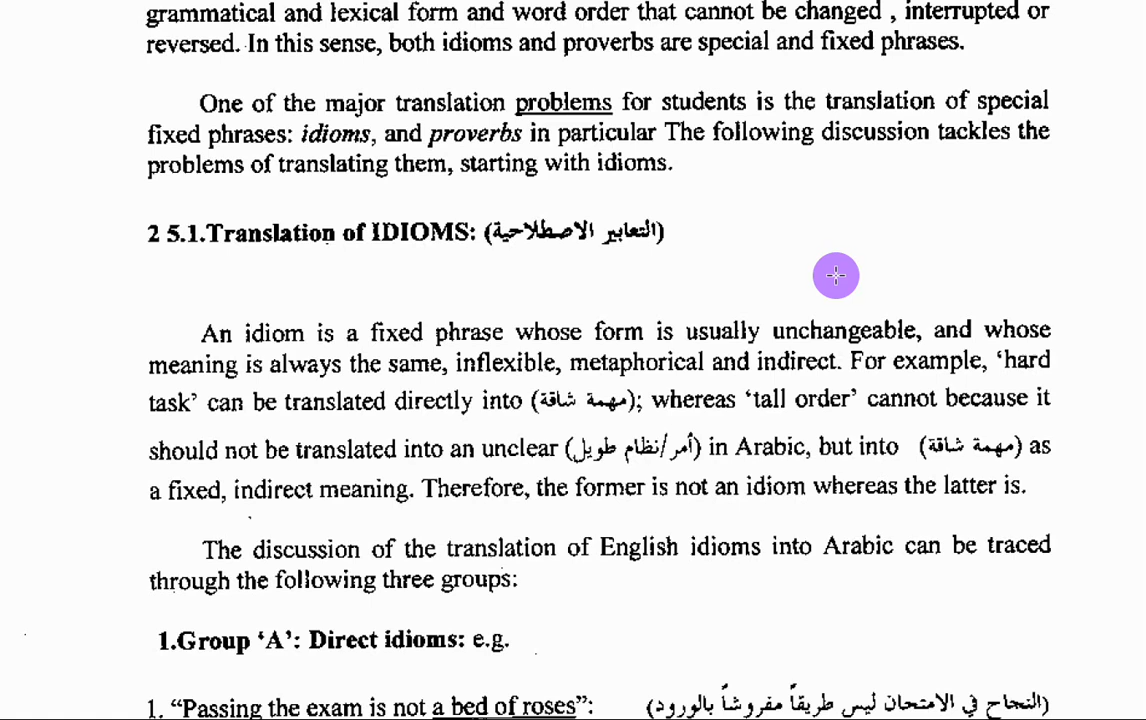 grammatical and lexical form and word order that cannot be changed , interrupted or
reversed. In this sense, both idioms and proverbs are special and fixed phrases.
One of the major translation problems for students is the translation of special
fixed phrases: idioms, and proverbs in particular The following discussion tackles the
problems of translating them, starting with idioms.
2 5.1.Translation of IDIOMS: (التعابير الاصطلاحية)
An idiom is a fixed phrase whose form is usually unchangeable, and whose
meaning is always the same, inflexible, metaphorical and indirect. For example, ‘hard
task’ can be translated directly into (مهمة شاقة); whereas ‘tall order’ cannot because it
should not be translated into an unclear (أمر/نظام طويل) in Arabic, but into (مهمة شاقة) as
a fixed, indirect meaning. Therefore, the former is not an idiom whereas the latter is.
The discussion of the translation of English idioms into Arabic can be traced
through the following three groups:
1.Group ‘A’: Direct idioms: e.g.
1. “Passing the exam is not a bed of roses”: (النجاح في الامتحان ليس طريقاً مفروشاً بالورود)